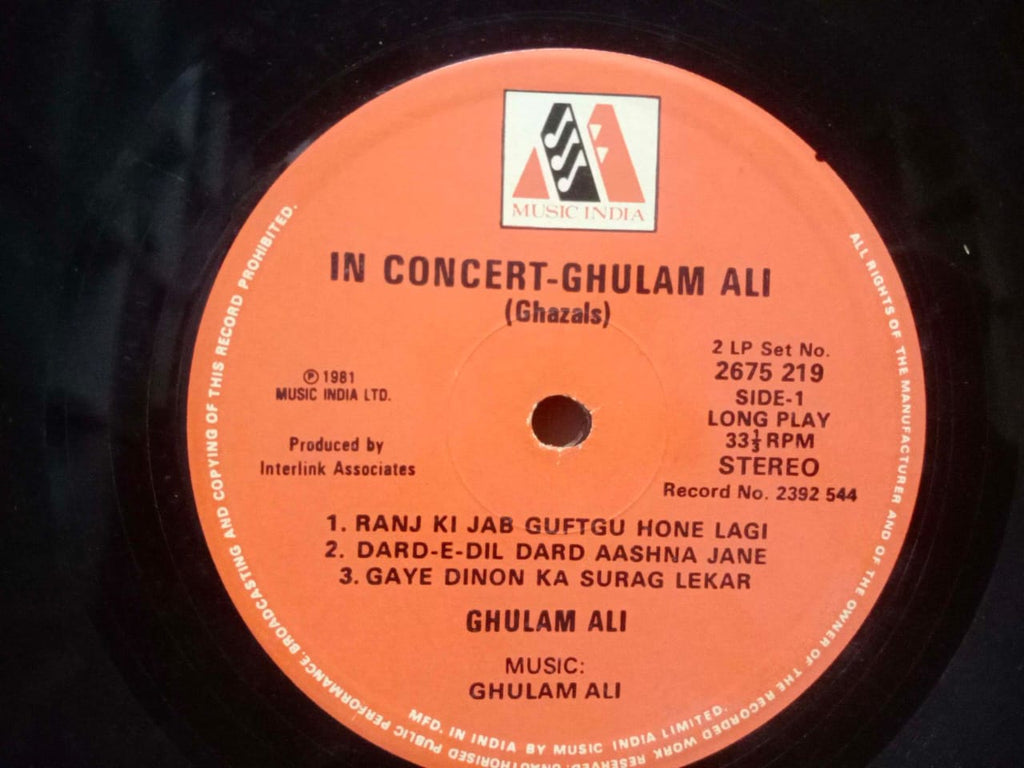 MUSIC INDIA
IN CONCERT-GHULAM ALI
(Ghazals)
℗ 1981
MUSIC INDIA LTD.
Produced by
Interlink Associates
2 LP Set No.
2675 219
SIDE-1
LONG PLAY
33⅓ RPM
STEREO
Record No. 2392 544
1. RANJ KI JAB GUFTGU HONE LAGI
2. DARD-E-DIL DARD AASHNA JANE
3. GAYE DINON KA SURAG LEKAR
GHULAM ALI
MUSIC:
GHULAM ALI
MFD. IN INDIA BY MUSIC INDIA LIMITED.
ALL RIGHTS OF THE MANUFACTURER AND OF THE OWNER OF THE RECORDED WORK RESERVED. UNAUTHORISED PUBLIC PERFORMANCE, BROADCASTING AND COPYING OF THIS RECORD PROHIBITED.